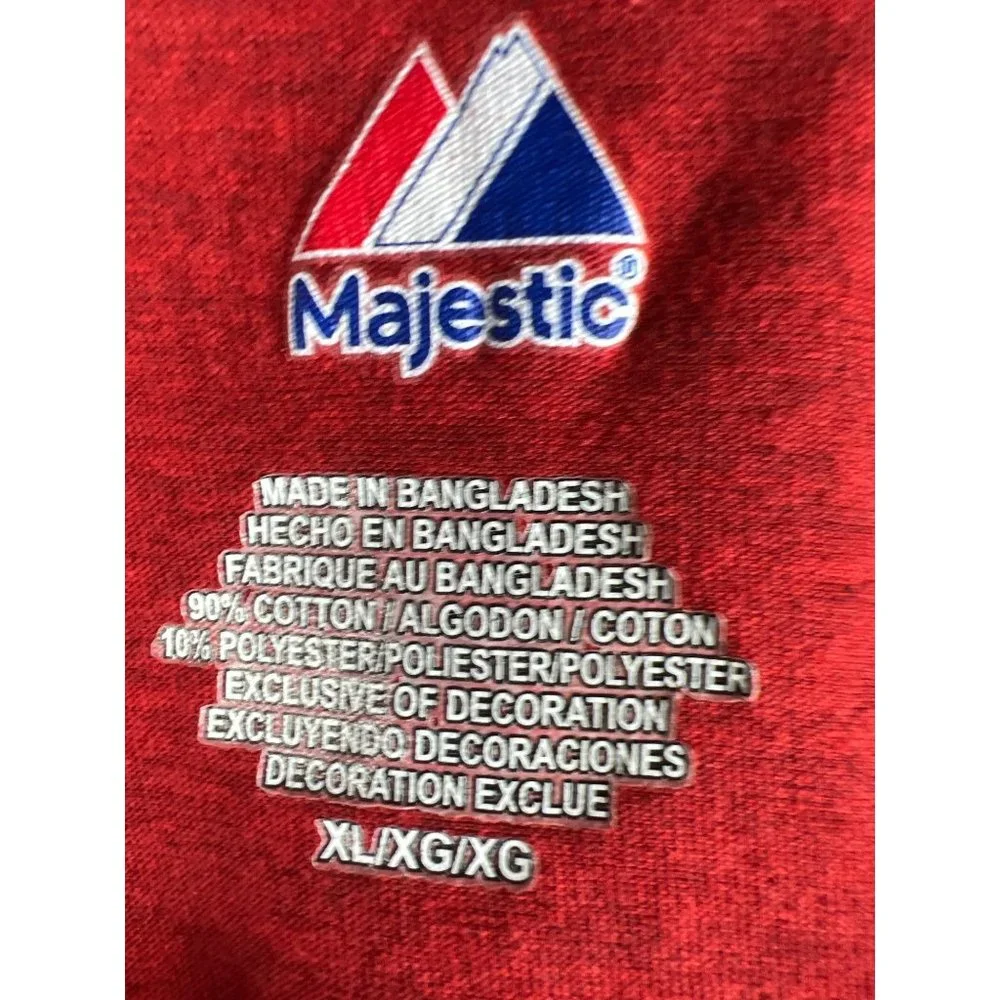 Majestic®
MADE IN BANGLADESH
HECHO EN BANGLADESH
FABRIQUE AU BANGLADESH
90% COTTON / ALGODON / COTON
10% POLYESTER/POLIESTER/POLYESTER
EXCLUSIVE OF DECORATION
EXCLUYENDO DECORACIONES
DECORATION EXCLUE
XL/XG/XG